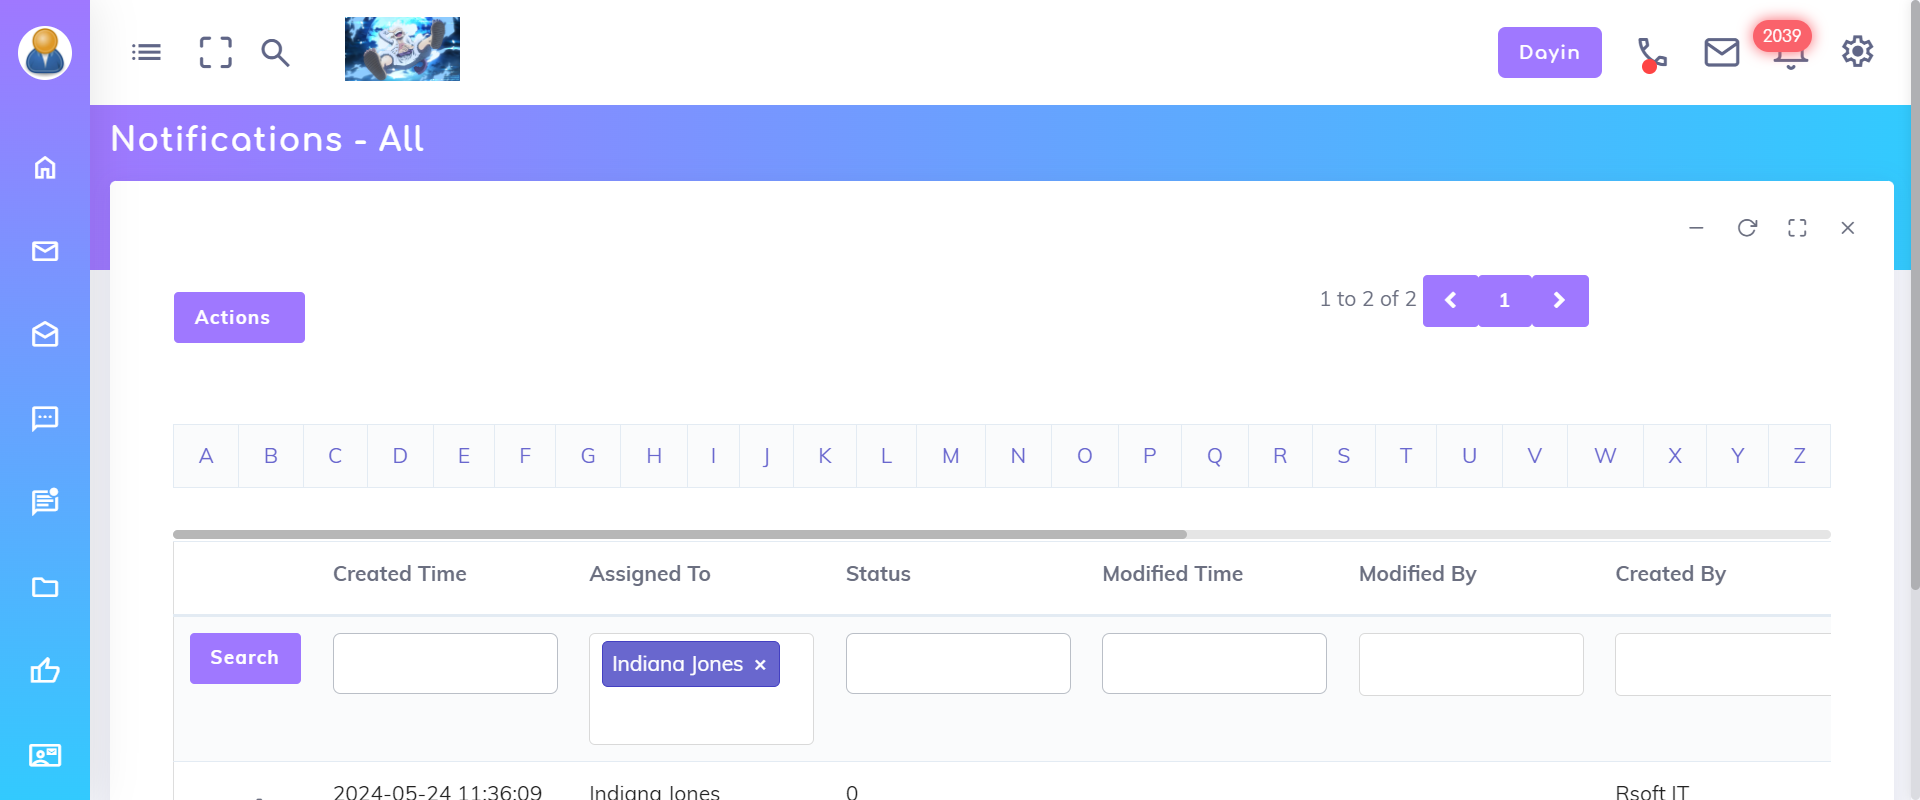 Dayin
2039
Notifications - All
1 to 2 of 2
1
Actions
A B C D E F G H I J K L M N O P Q R S T U V W X Y Z
Created Time Assigned To Status Modified Time Modified By Created By
Search
Indiana Jones ×
2024-05-24 11:36:09 Indiana Jones 0 Rsoft IT